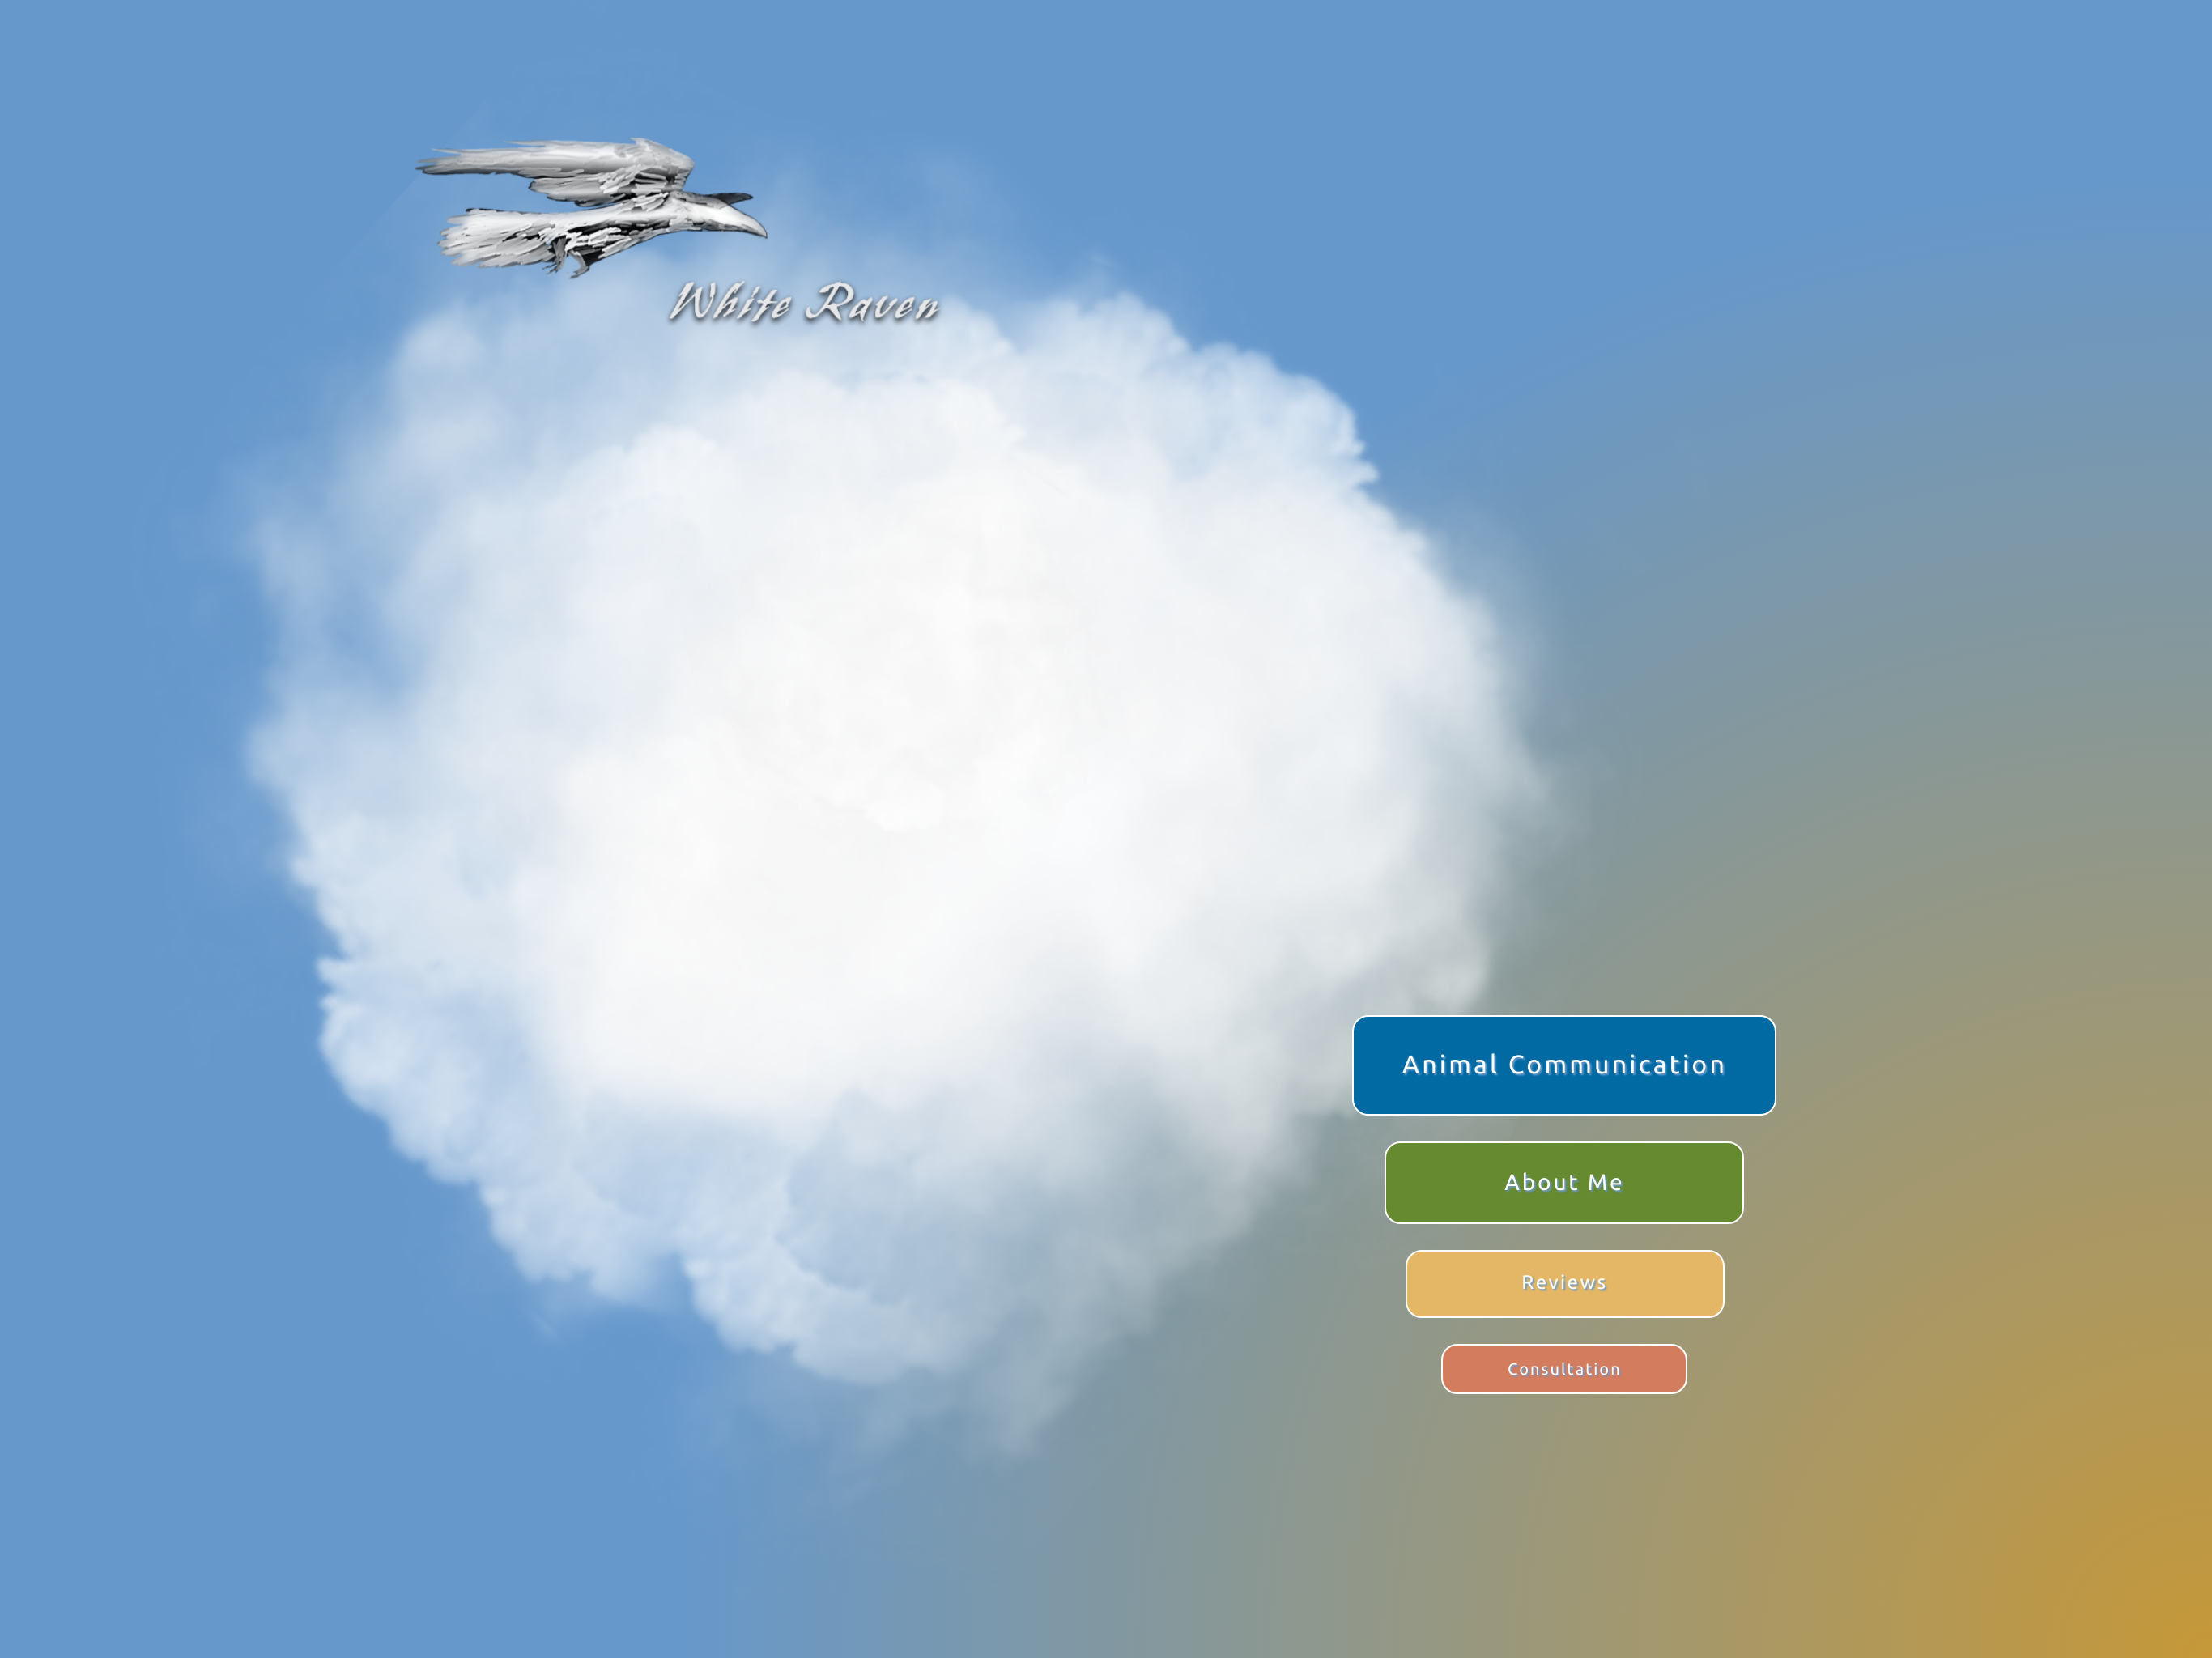 White Raven
Animal Communication
About Me
Reviews
Consultation